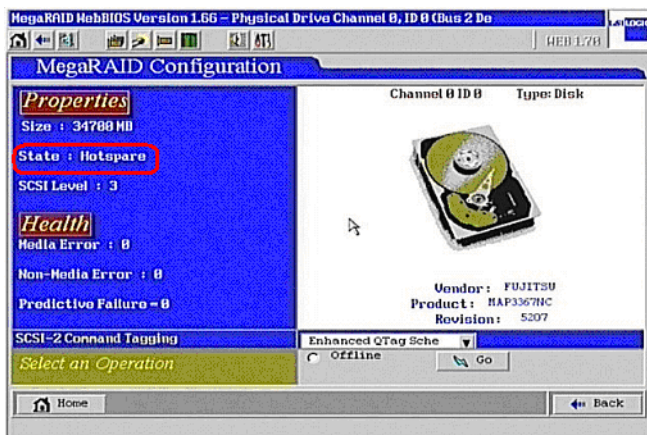 MegaRAID WebBIOS Version 1.66 - Physical Drive Channel 0, ID 0 (Bus 2 De
LSI LOGIC
WEB 1.70
MegaRAID Configuration
Properties
Size : 34700 MB
State : Hotspare
SCSI Level : 3
Health
Media Error : 0
Non-Media Error : 0
Predictive Failure = 0
Channel 0 ID 0 Type: Disk
Vendor: FUJITSU
Product: MAP3367NC
Revision: 5207
SCSI-2 Command Tagging
Enhanced QTag Sche
Select an Operation
Offline
Go
Home
Back